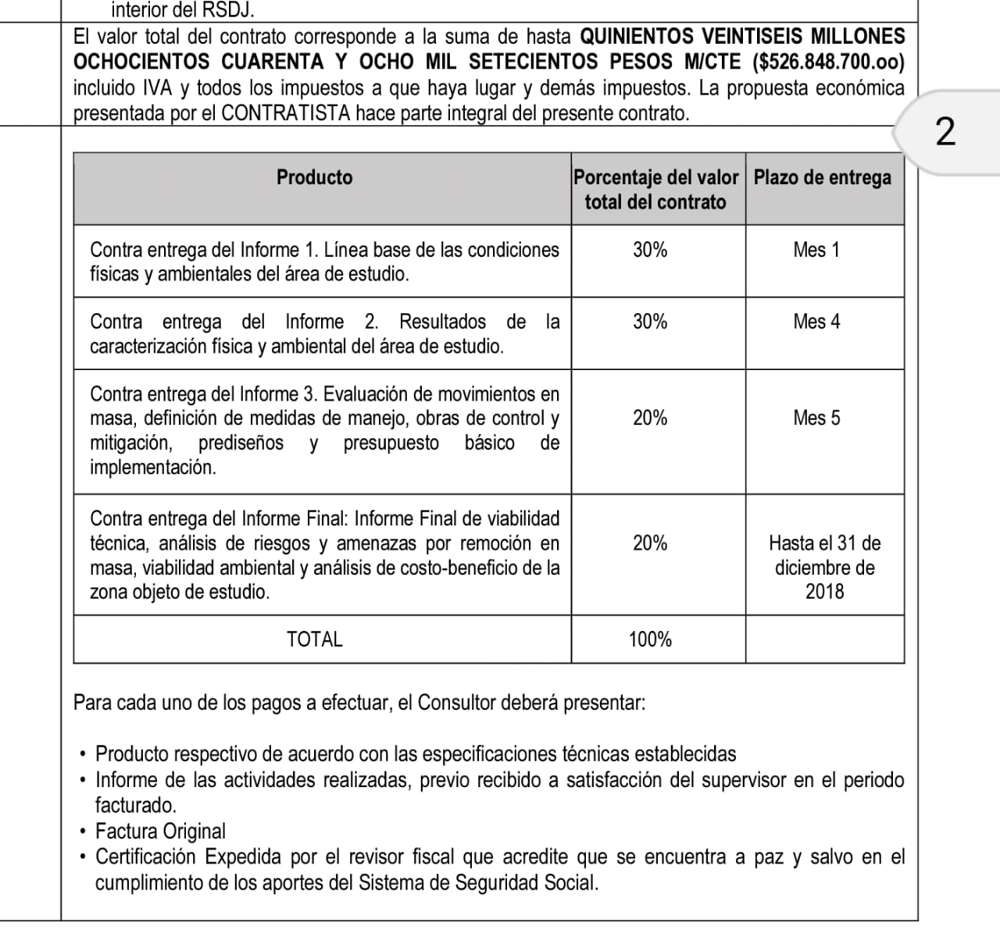 interior del RSDJ.
El valor total del contrato corresponde a la suma de hasta QUINIENTOS VEINTISEIS MILLONES
OCHOCIENTOS CUARENTA Y OCHO MIL SETECIENTOS PESOS M/CTE ($526.848.700.oo)
incluido IVA y todos los impuestos a que haya lugar y demás impuestos. La propuesta económica
presentada por el CONTRATISTA hace parte integral del presente contrato.
2
Producto
Porcentaje del valor
total del contrato
Plazo de entrega
Contra entrega del Informe 1. Línea base de las condiciones
físicas y ambientales del área de estudio.
30%
Mes 1
Contra entrega del Informe 2. Resultados de la
caracterización física y ambiental del área de estudio.
30%
Mes 4
Contra entrega del Informe 3. Evaluación de movimientos en
masa, definición de medidas de manejo, obras de control y
mitigación, prediseños y presupuesto básico de
implementación.
20%
Mes 5
Contra entrega del Informe Final: Informe Final de viabilidad
técnica, análisis de riesgos y amenazas por remoción en
masa, viabilidad ambiental y análisis de costo-beneficio de la
zona objeto de estudio.
20%
Hasta el 31 de
diciembre de
2018
TOTAL
100%
Para cada uno de los pagos a efectuar, el Consultor deberá presentar:
• Producto respectivo de acuerdo con las especificaciones técnicas establecidas
• Informe de las actividades realizadas, previo recibido a satisfacción del supervisor en el periodo
facturado.
• Factura Original
• Certificación Expedida por el revisor fiscal que acredite que se encuentra a paz y salvo en el
cumplimiento de los aportes del Sistema de Seguridad Social.